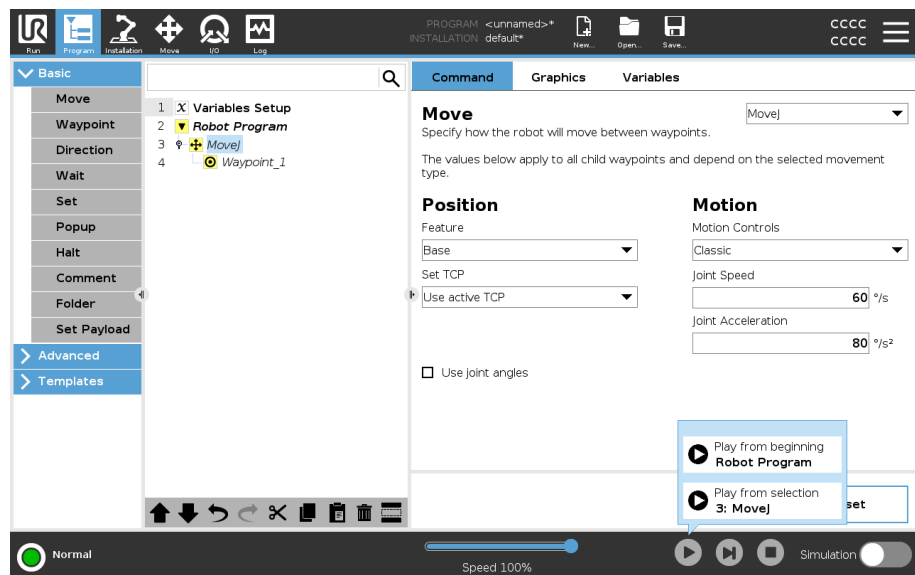 PROGRAM <unnamed>*
INSTALLATION default*
CCCC
CCCC
Run
Program
Installation
Move
I/O
Log
New...
Open...
Save...
Basic
Move
Waypoint
Direction
Wait
Set
Popup
Halt
Comment
Folder
Set Payload
Advanced
Templates
1 X Variables Setup
2 Robot Program
3 MoveJ
4 Waypoint_1
Command Graphics Variables
Move
MoveJ
Specify how the robot will move between waypoints.
The values below apply to all child waypoints and depend on the selected movement
type.
Position
Feature
Base
Set TCP
Use active TCP
Use joint angles
Motion
Motion Controls
Classic
Joint Speed
60 °/s
Joint Acceleration
80 °/s²
Play from beginning
Robot Program
Play from selection
3: MoveJ
set
Normal
Speed 100%
Simulation